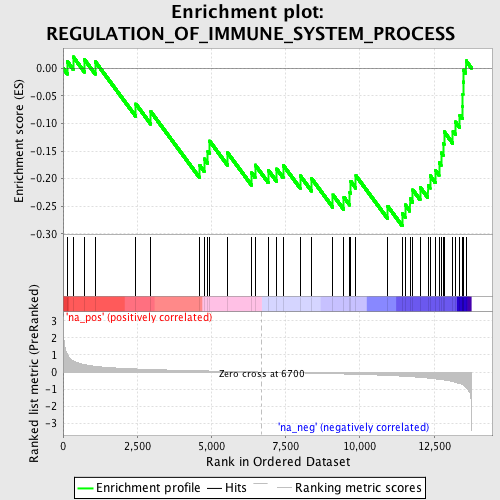 Enrichment plot:
REGULATION_OF_IMMUNE_SYSTEM_PROCESS
Enrichment score (ES)
0.00
-0.05
-0.10
-0.15
-0.20
-0.25
-0.30
'na_pos' (positively correlated)
Ranked list metric (PreRanked)
3
2
1
0
-1
-2
-3
Zero cross at 6700
'na_neg' (negatively correlated)
0
2,500
5,000
7,500
10,000
12,500
Rank in Ordered Dataset
Enrichment profile
Hits
Ranking metric scores